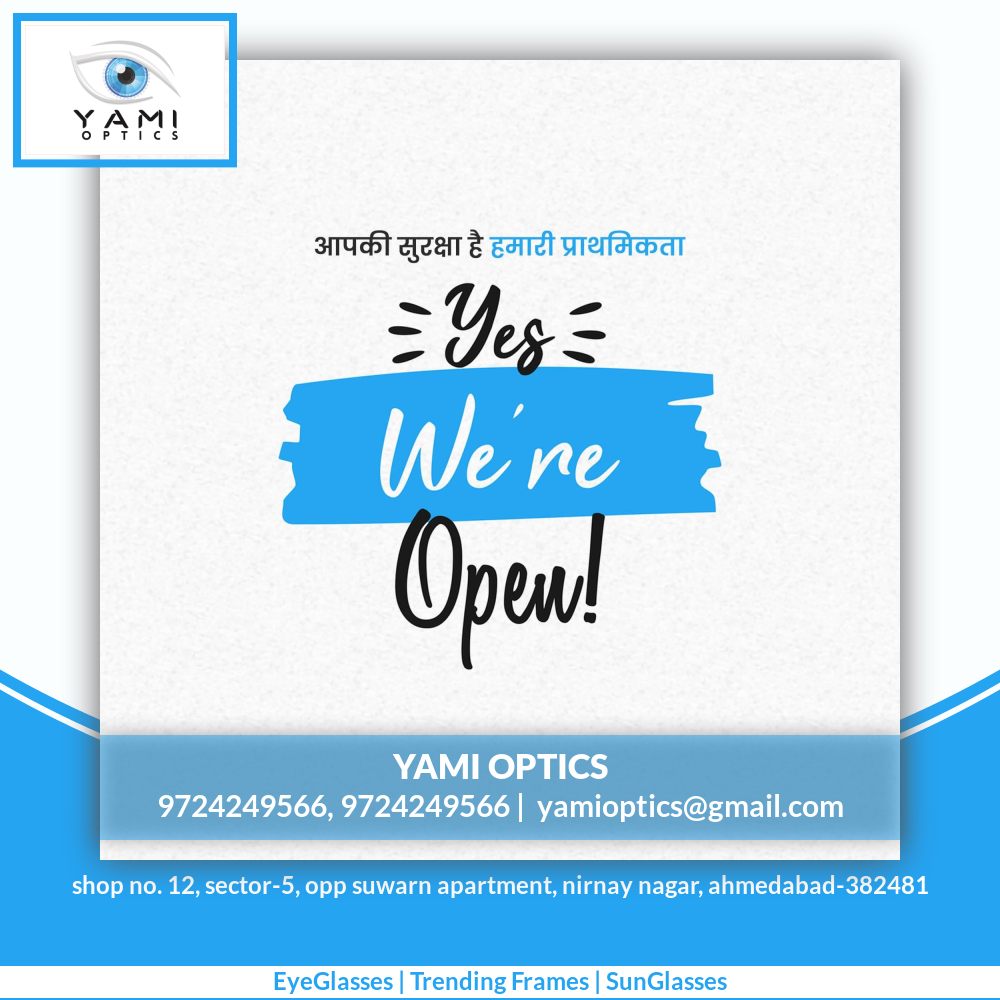 YAMI
OPTICS
आपकी सुरक्षा है हमारी प्राथमिकता
Yes
We're
Open!
YAMI OPTICS
9724249566, 9724249566 | yamioptics@gmail.com
shop no. 12, sector-5, opp suwarn apartment, nirnay nagar, ahmedabad-382481
EyeGlasses | Trending Frames | SunGlasses